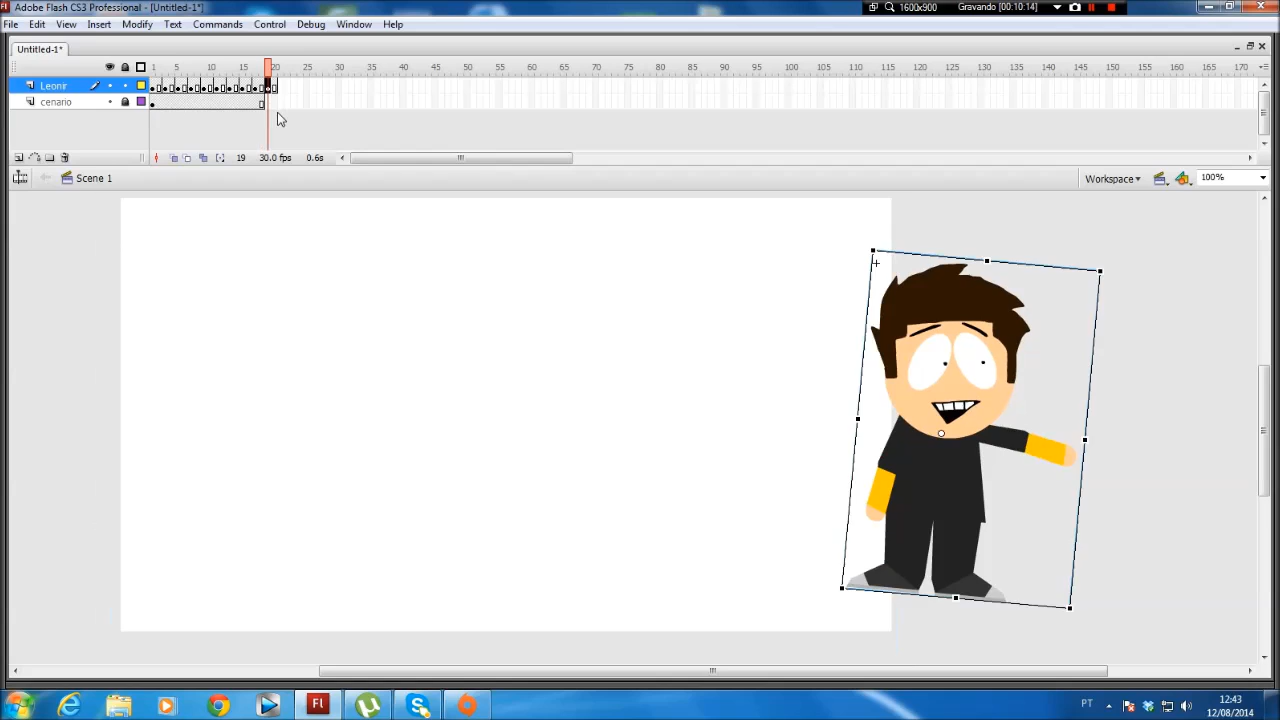 Adobe Flash CS3 Professional - [Untitled-1*]
1600x900 Gravando [00:10:14]
File Edit View Insert Modify Text Commands Control Debug Window Help
Untitled-1*
1 5 10 15 20 25 30 35 40 45 50 55 60 65 70 75 80 85 90 95 100 105 110 115 120 125 130 135 140 145 150 155 160 165 170
Leonir
cenario
19 30.0 fps 0.6s
Scene 1 Workspace 100%
Fl
PT 12:43
12/08/2014